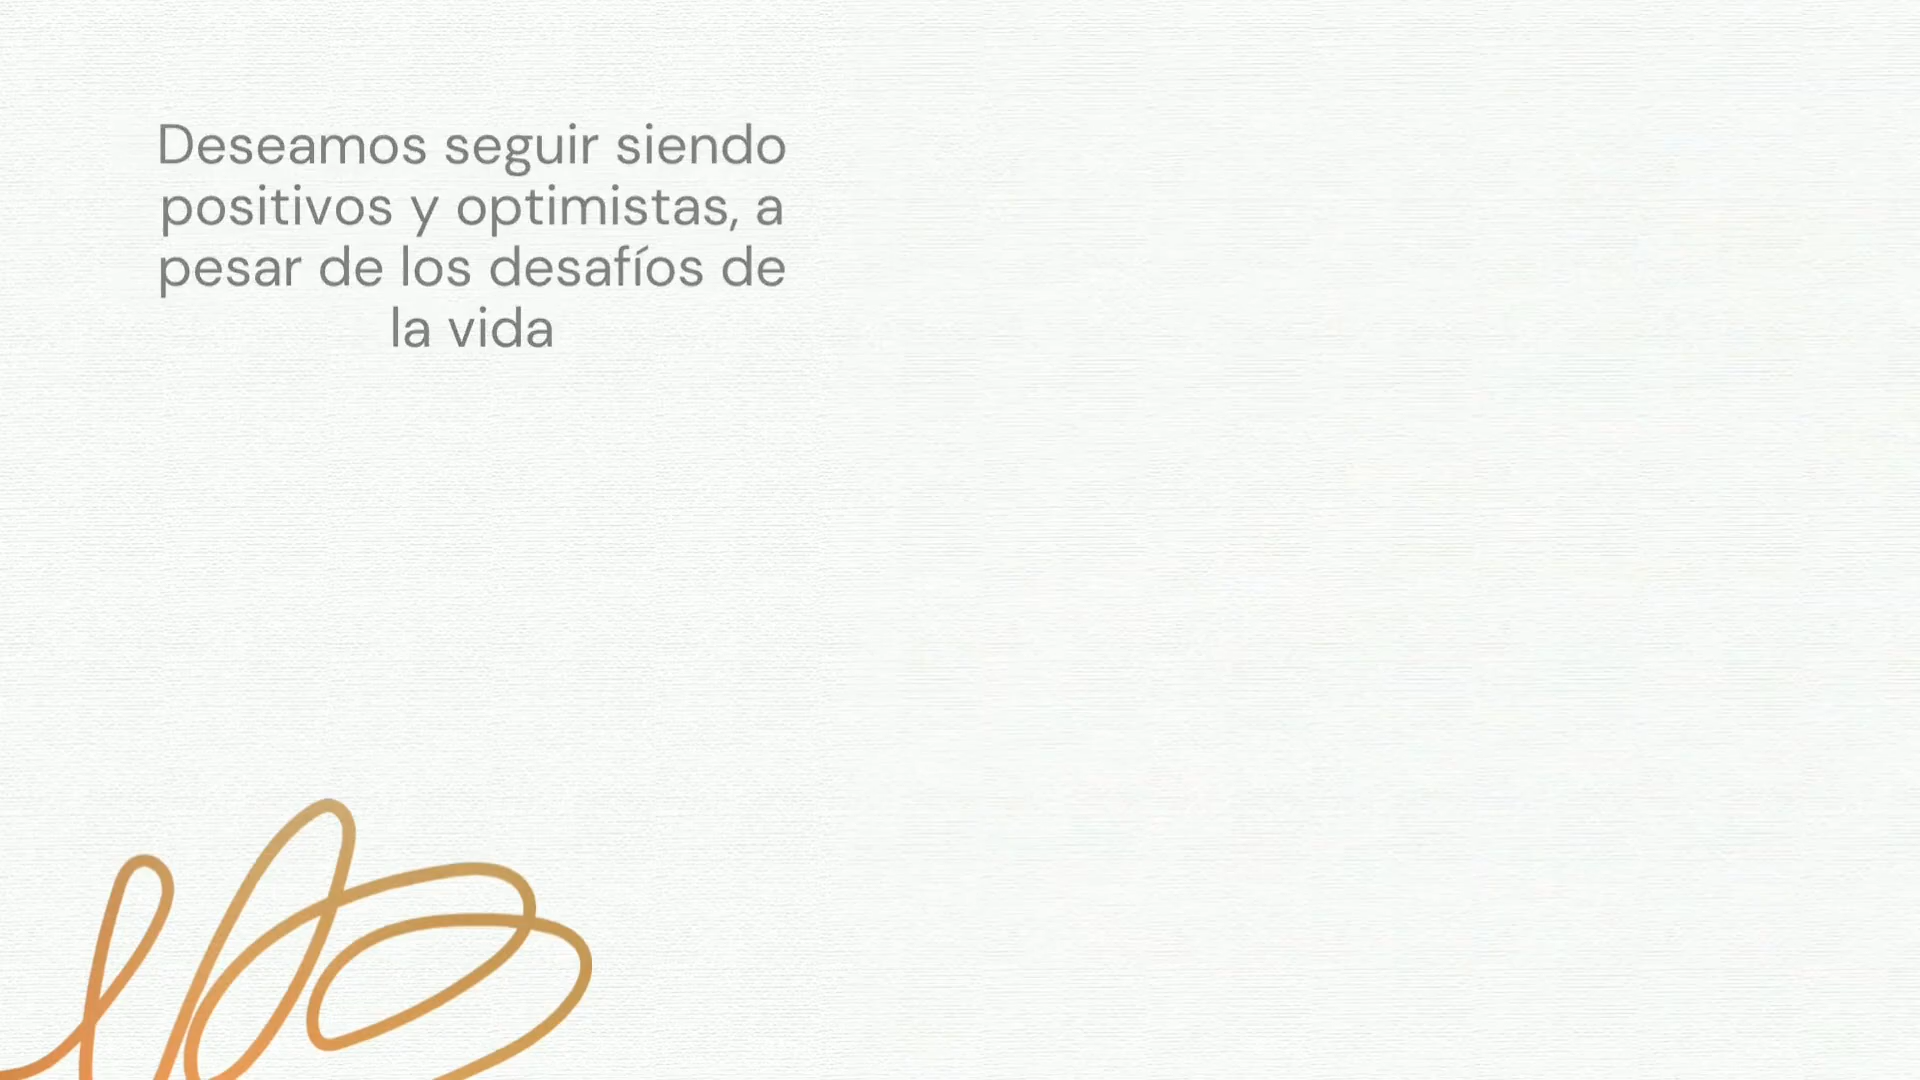 Deseamos seguir siendo
positivos y optimistas, a
pesar de los desafíos de
la vida